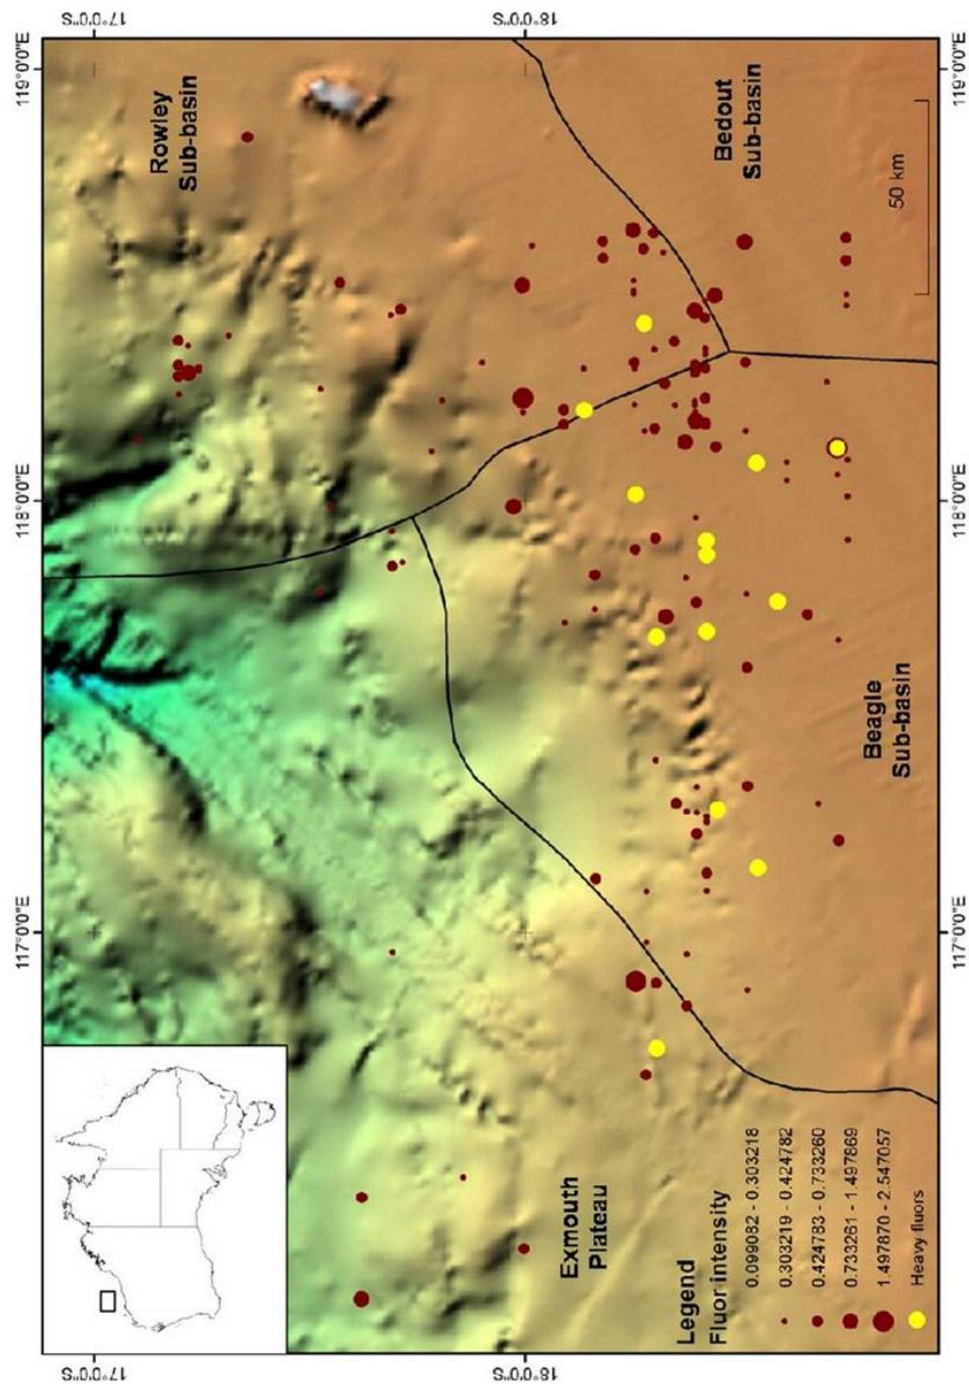 117°0'0"E
118°0'0"E
119°0'0"E
17°0'0"S
17°0'0"S
Rowley
Sub-basin
18°0'0"S
18°0'0"S
Exmouth
Plateau
Legend
Fluor intensity
0.099082 - 0.303218
0.303219 - 0.424782
0.424783 - 0.733260
0.733261 - 1.497869
1.497870 - 2.547057
Heavy fluors
Beagle
Sub-basin
Bedout
Sub-basin
50 km
117°0'0"E
118°0'0"E
119°0'0"E